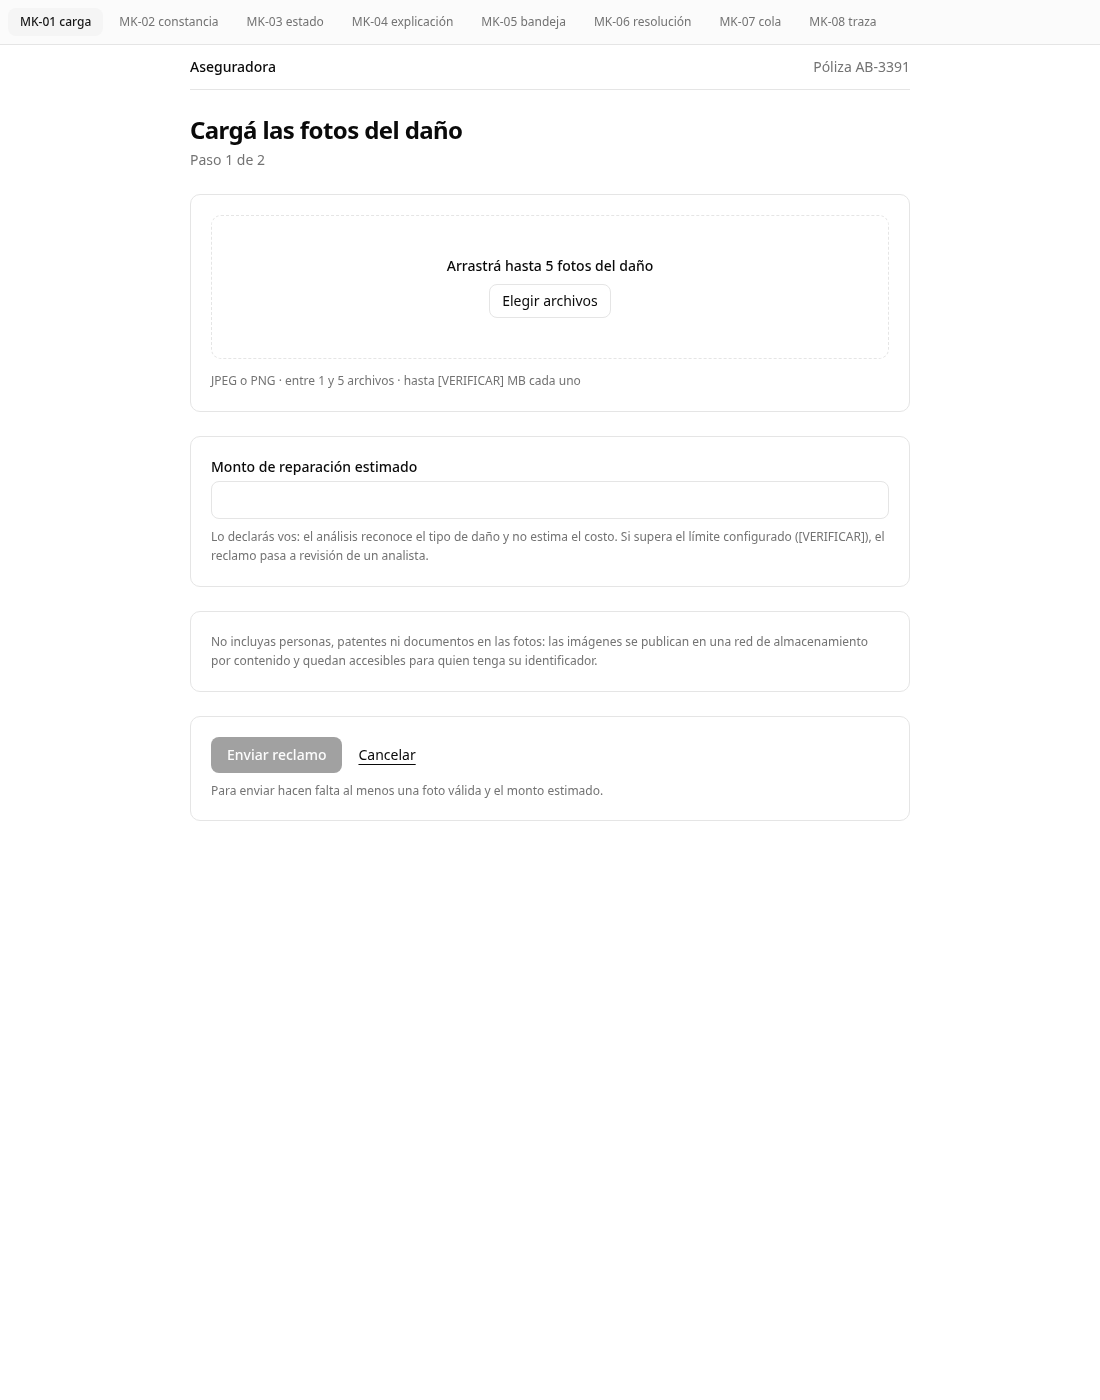 MK-01 carga MK-02 constancia MK-03 estado MK-04 explicación MK-05 bandeja MK-06 resolución MK-07 cola MK-08 traza
Aseguradora Póliza AB-3391
Cargá las fotos del daño
Paso 1 de 2
Arrastrá hasta 5 fotos del daño
Elegir archivos
JPEG o PNG · entre 1 y 5 archivos · hasta [VERIFICAR] MB cada uno
Monto de reparación estimado
Lo declarás vos: el análisis reconoce el tipo de daño y no estima el costo. Si supera el límite configurado ([VERIFICAR]), el
reclamo pasa a revisión de un analista.
No incluyas personas, patentes ni documentos en las fotos: las imágenes se publican en una red de almacenamiento
por contenido y quedan accesibles para quien tenga su identificador.
Enviar reclamo Cancelar
Para enviar hacen falta al menos una foto válida y el monto estimado.